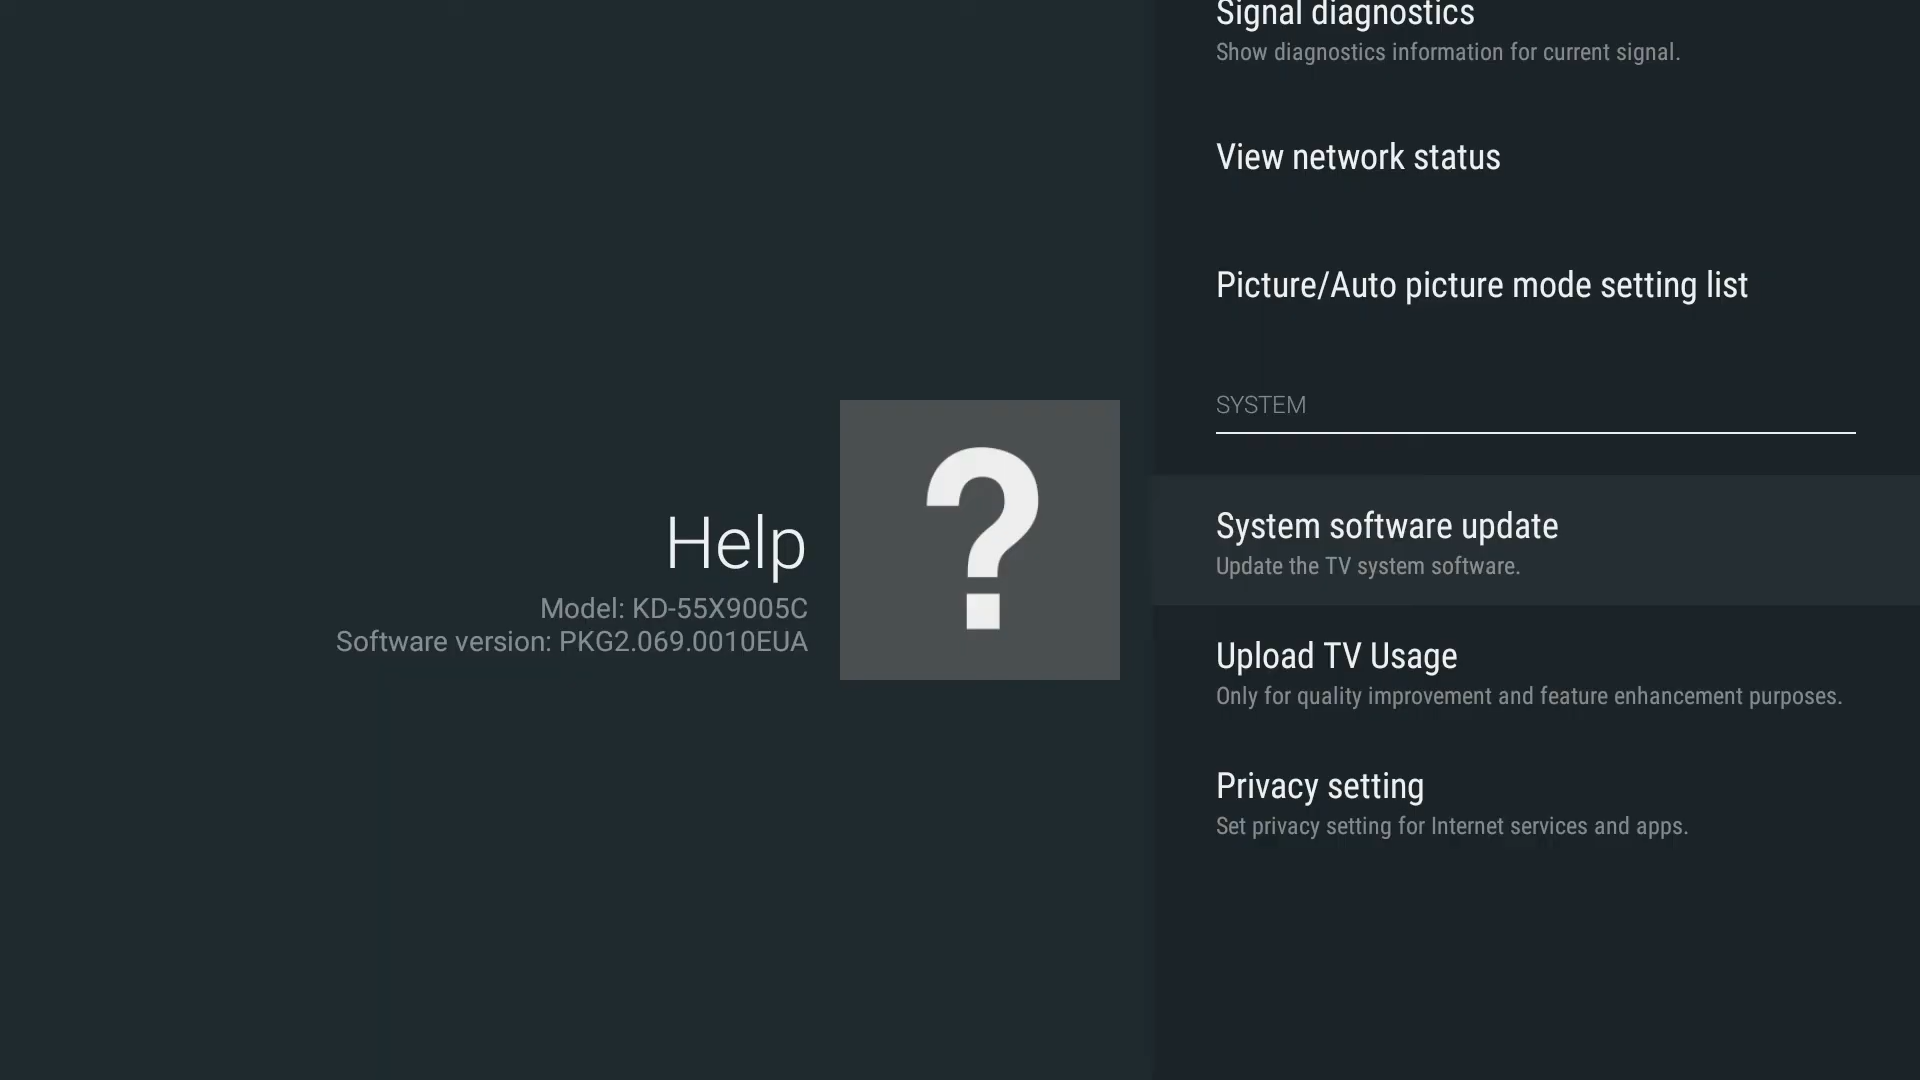 Signal diagnostics
Show diagnostics information for current signal.
View network status
Picture/Auto picture mode setting list
SYSTEM
System software update
Update the TV system software.
Upload TV Usage
Only for quality improvement and feature enhancement purposes.
Privacy setting
Set privacy setting for Internet services and apps.
Help
Model: KD-55X9005C
Software version: PKG2.069.0010EUA
?